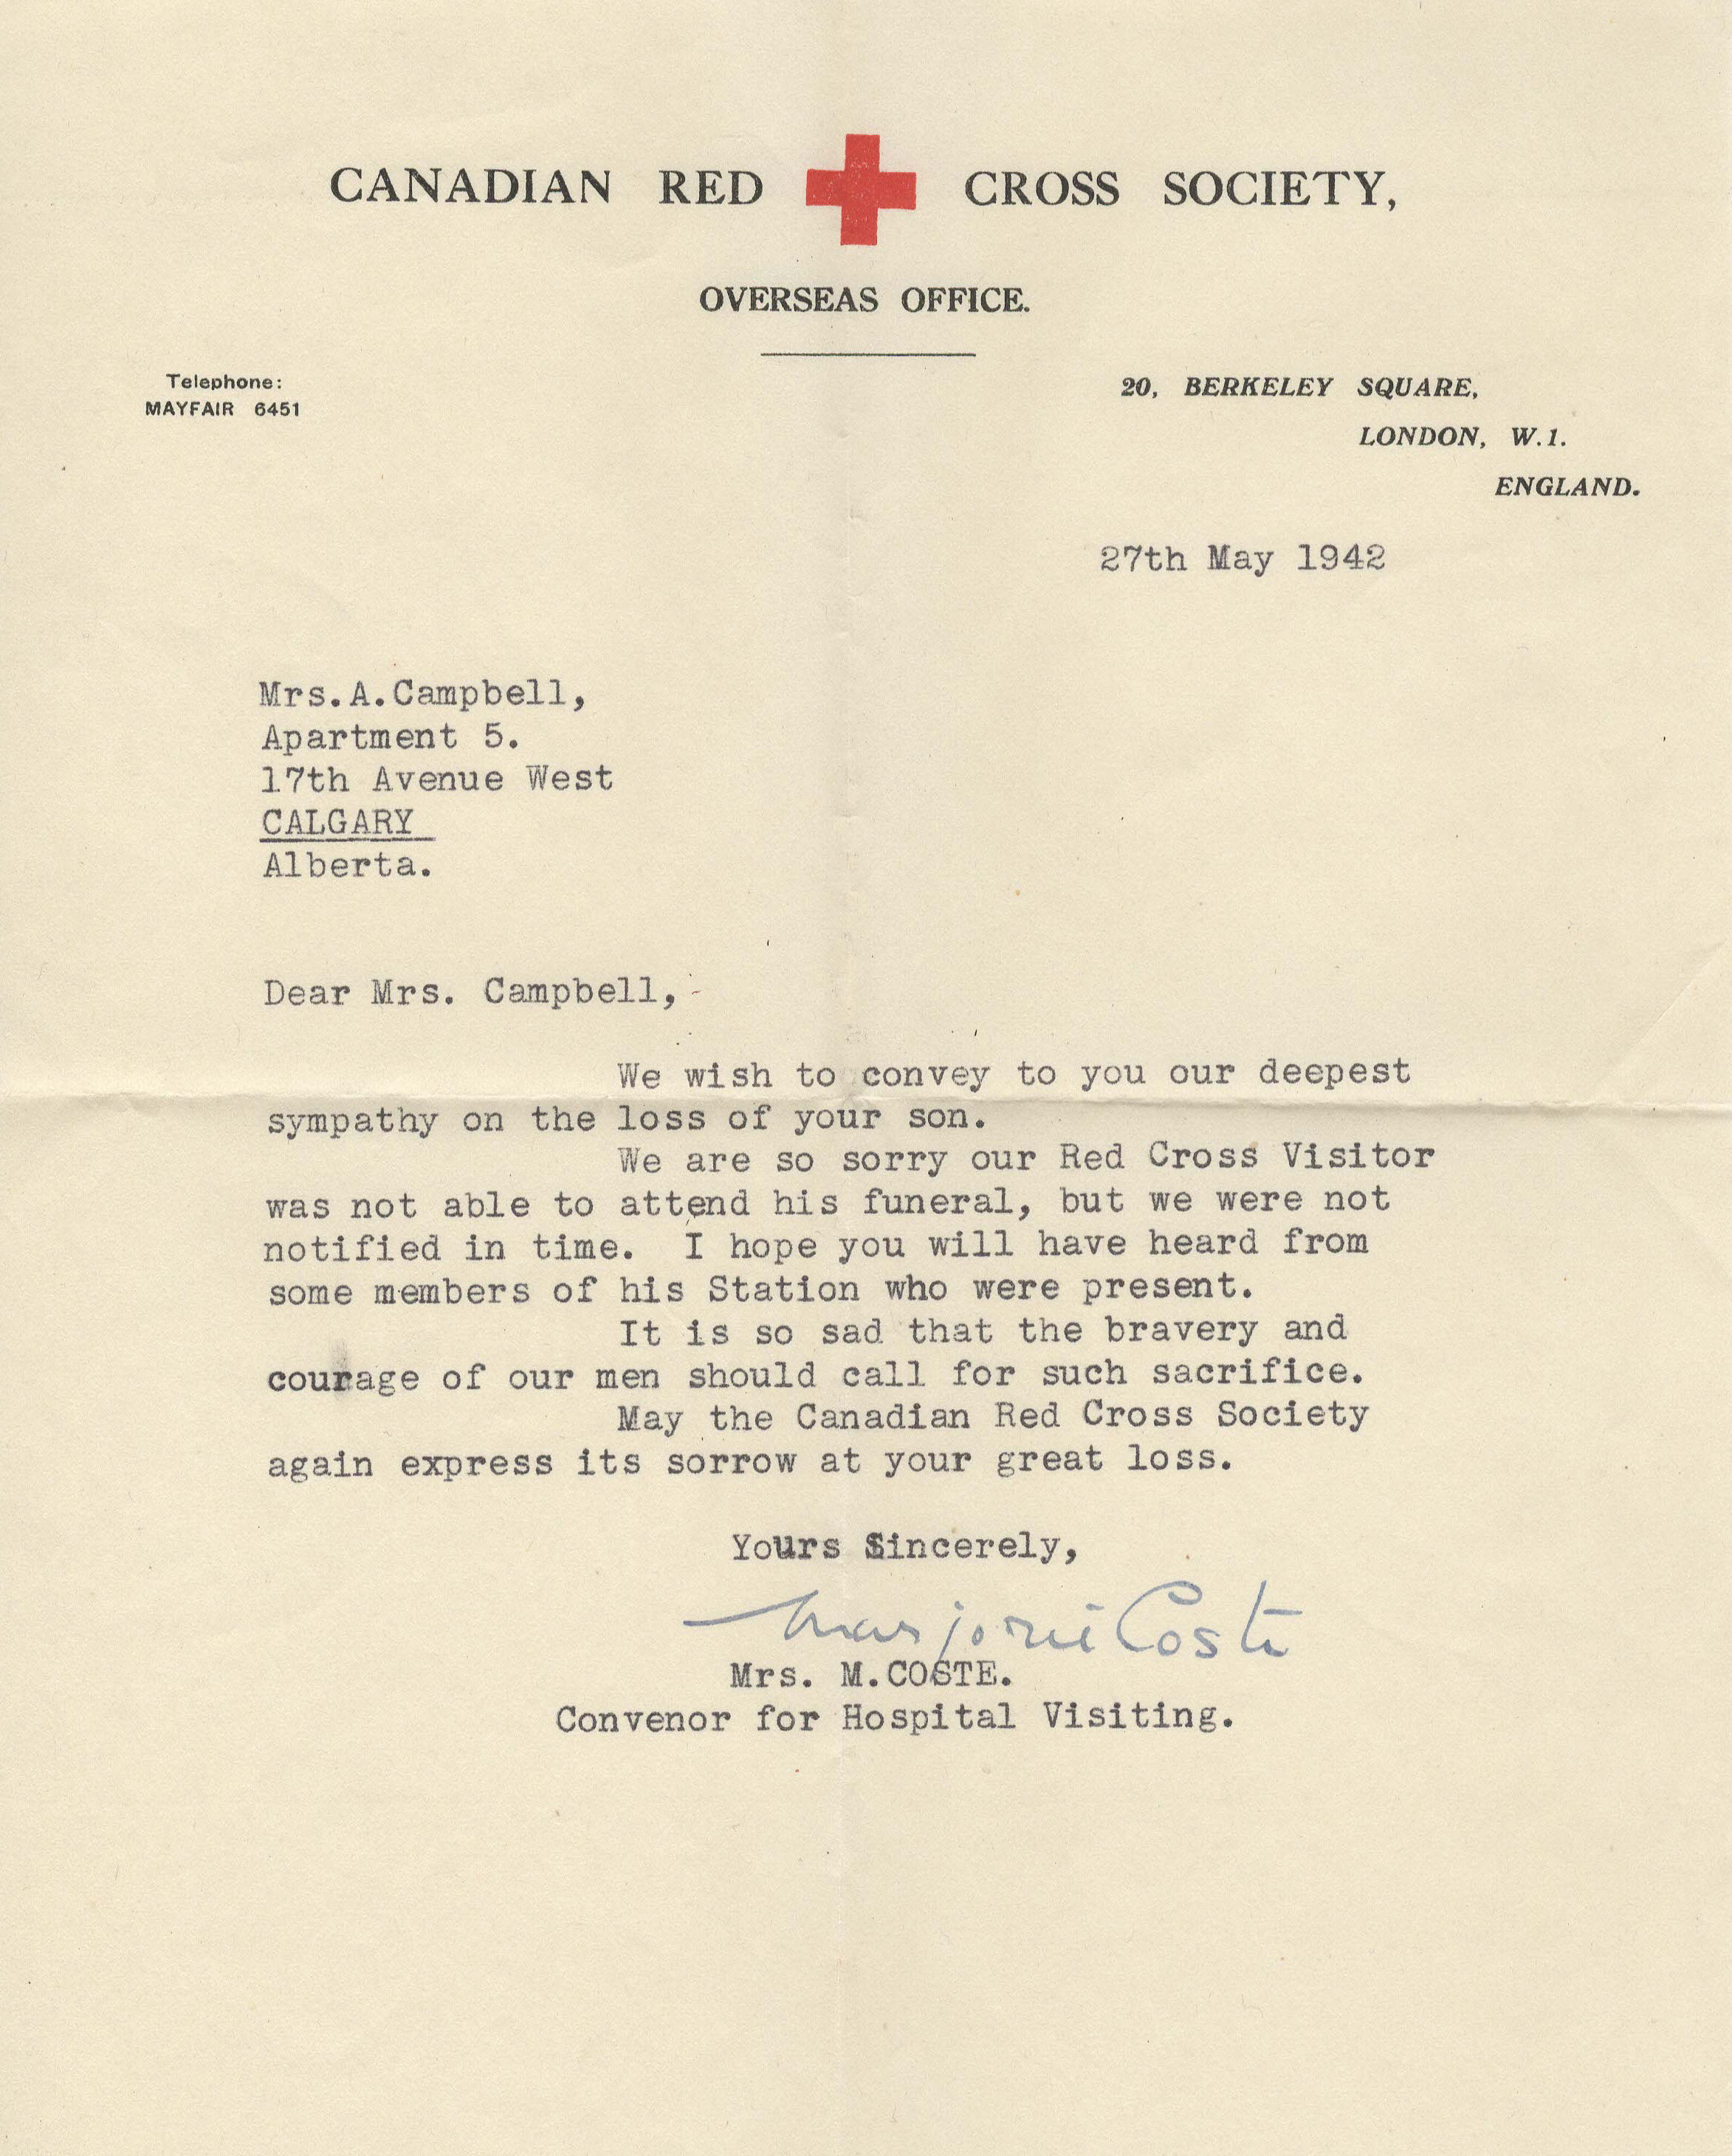 CANADIAN RED CROSS SOCIETY,
OVERSEAS OFFICE.
Telephone:
MAYFAIR 6451
20, BERKELEY SQUARE,
LONDON, W.1.
ENGLAND.
27th May 1942
Mrs.A.Campbell,
Apartment 5.
17th Avenue West
CALGARY
Alberta.
Dear Mrs. Campbell,
We wish to convey to you our deepest
sympathy on the loss of your son.
We are so sorry our Red Cross Visitor
was not able to attend his funeral, but we were not
notified in time. I hope you will have heard from
some members of his Station who were present.
It is so sad that the bravery and
courage of our men should call for such sacrifice.
May the Canadian Red Cross Society
again express its sorrow at your great loss.
Yours Sincerely,
Marjorie Coste
Mrs. M.COSTE.
Convenor for Hospital Visiting.